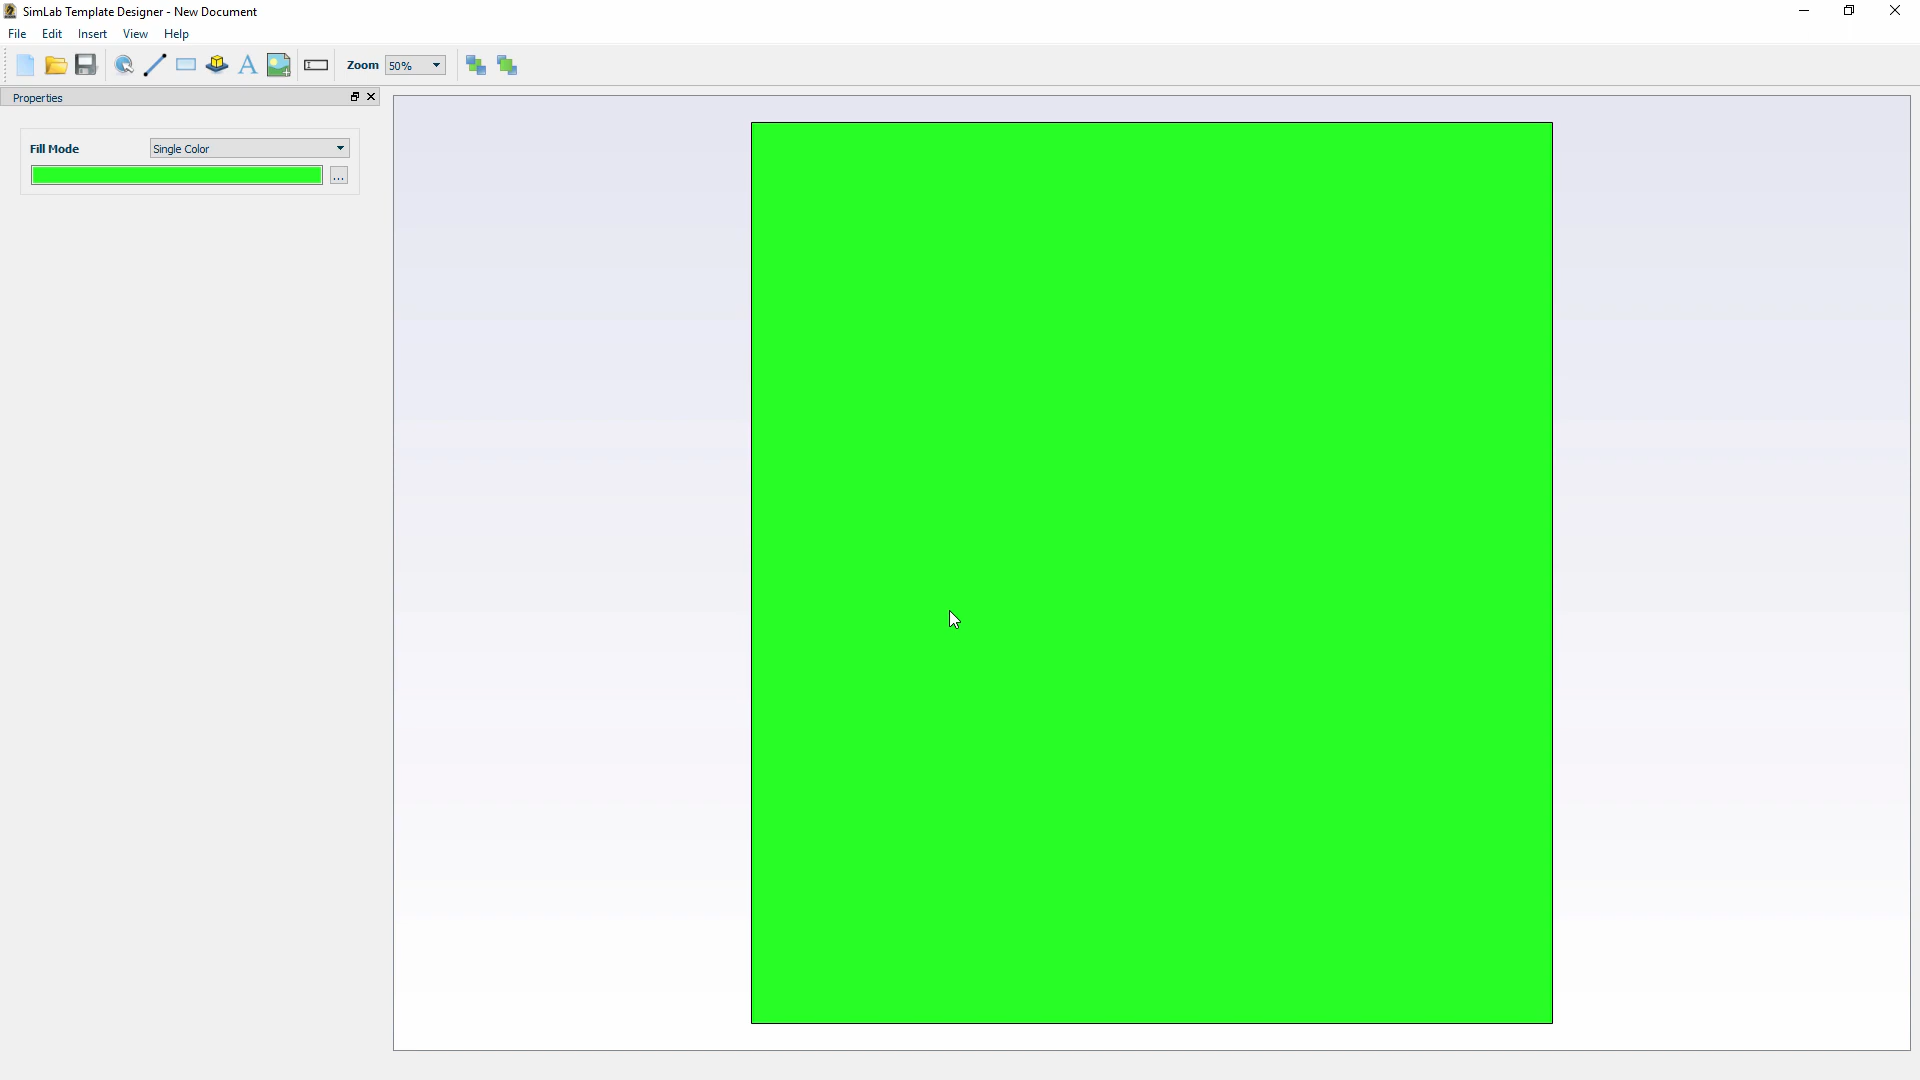 SimLab Template Designer - New Document
File Edit Insert View Help
A Zoom 50%
Properties
Fill Mode Single Color
...